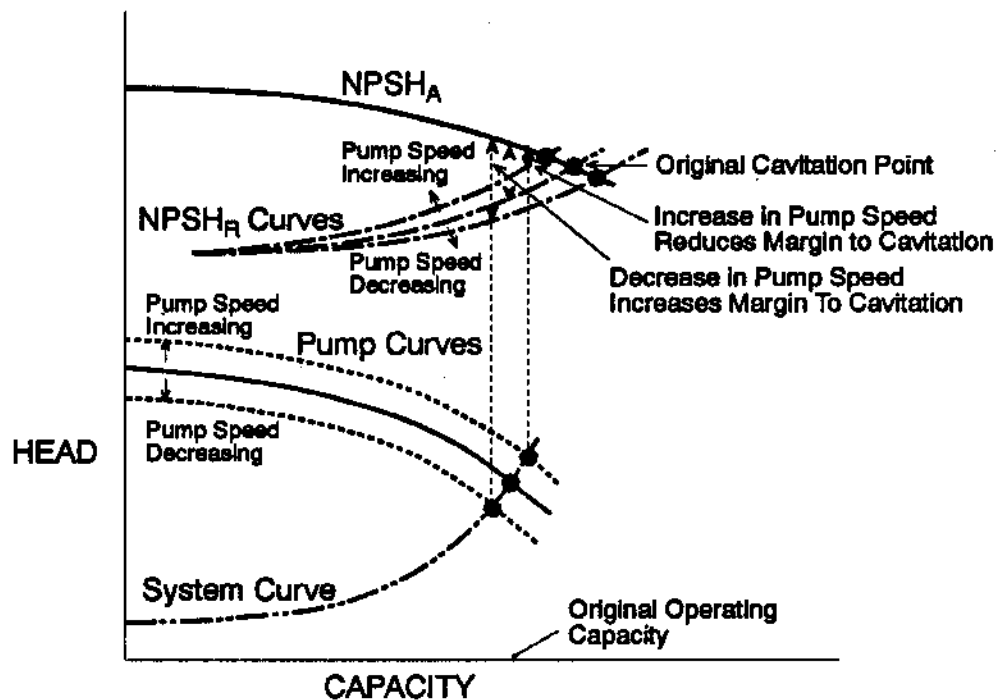 NPSHA
Pump Speed
Increasing
Original Cavitation Point
NPSHR Curves
Increase in Pump Speed
Reduces Margin to Cavitation
Pump Speed
Decreasing
Decrease in Pump Speed
Increases Margin To Cavitation
Pump Speed
Increasing
Pump Curves
Pump Speed
Decreasing
HEAD
System Curve
Original Operating
Capacity
CAPACITY